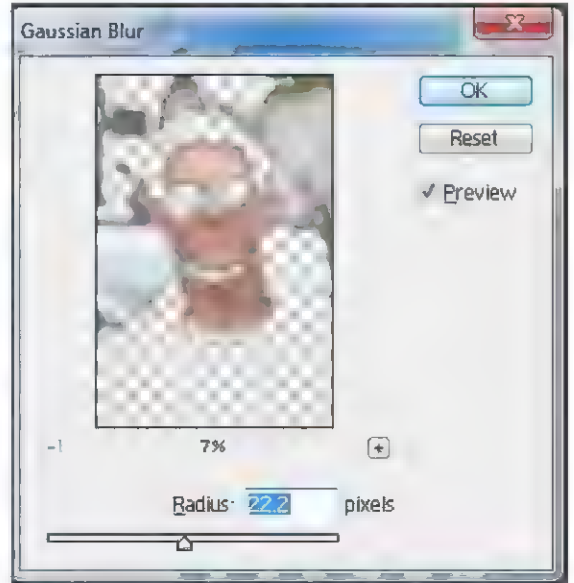 Gaussian Blur
OK
Reset
✓ Preview
7%
+
Radius: 22.2 pixels